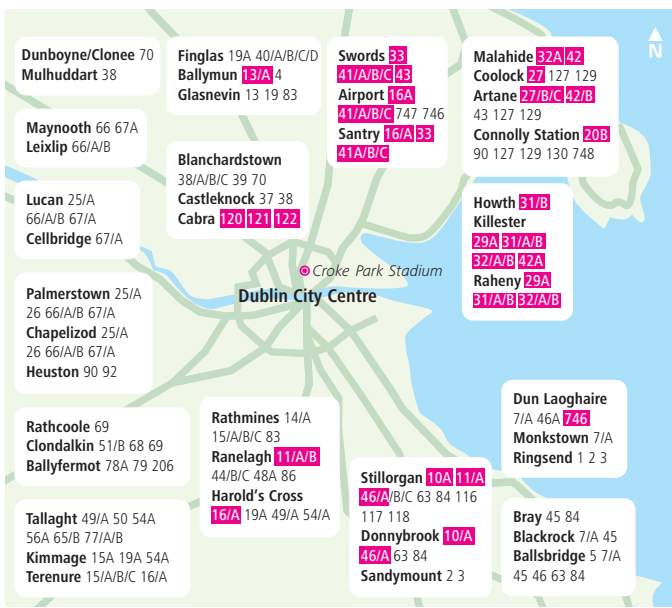 Dunboyne/Clonee 70
Mulhuddart 38
Maynooth 66 67A
Leixlip 66/A/B
Lucan 25/A
66/A/B 67/A
Cellbridge 67/A
Palmerstown 25/A
26 66/A/B 67/A
Chapelizod 25/A
26 66/A/B 67/A
Heuston 90 92
Rathcoole 69
Clondalkin 51/B 68 69
Ballyfermot 78A 79 206
Tallaght 49/A 50 54A
56A 65/B 77/A/B
Kimmage 15A 19A 54A
Terenure 15/A/B/C 16/A
Finglas 19A 40/A/B/C/D
Ballymun 13/A 4
Glasnevin 13 19 83
Blanchardstown
38/A/B/C 39 70
Castleknock 37 38
Cabra 120 121 122
Swords 33
41/A/B/C 43
Airport 16A
41/A/B/C 747 746
Santry 16/A 33
41A/B/C
Malahide 32A 42
Coolock 27 127 129
Artane 27/B/C 42/B
43 127 129
Connolly Station 20B
90 127 129 130 748
N
Howth 31/B
Killester
29A 31/A/B
32/A/B 42A
Raheny 29A
31/A/B 32/A/B
Croke Park Stadium
Dublin City Centre
Rathmines 14/A
15/A/B/C 83
Ranelagh 11/A/B
44/B/C 48A 86
Harold's Cross
16/A 19A 49/A 54/A
Stillorgan 10A 11/A
46/A/B/C 63 84 116
117 118
Donnybrook 10/A
46/A 63 84
Sandymount 2 3
Dun Laoghaire
7/A 46A 746
Monkstown 7/A
Ringsend 1 2 3
Bray 45 84
Blackrock 7/A 45
Ballsbridge 5 7/A
45 46 63 84